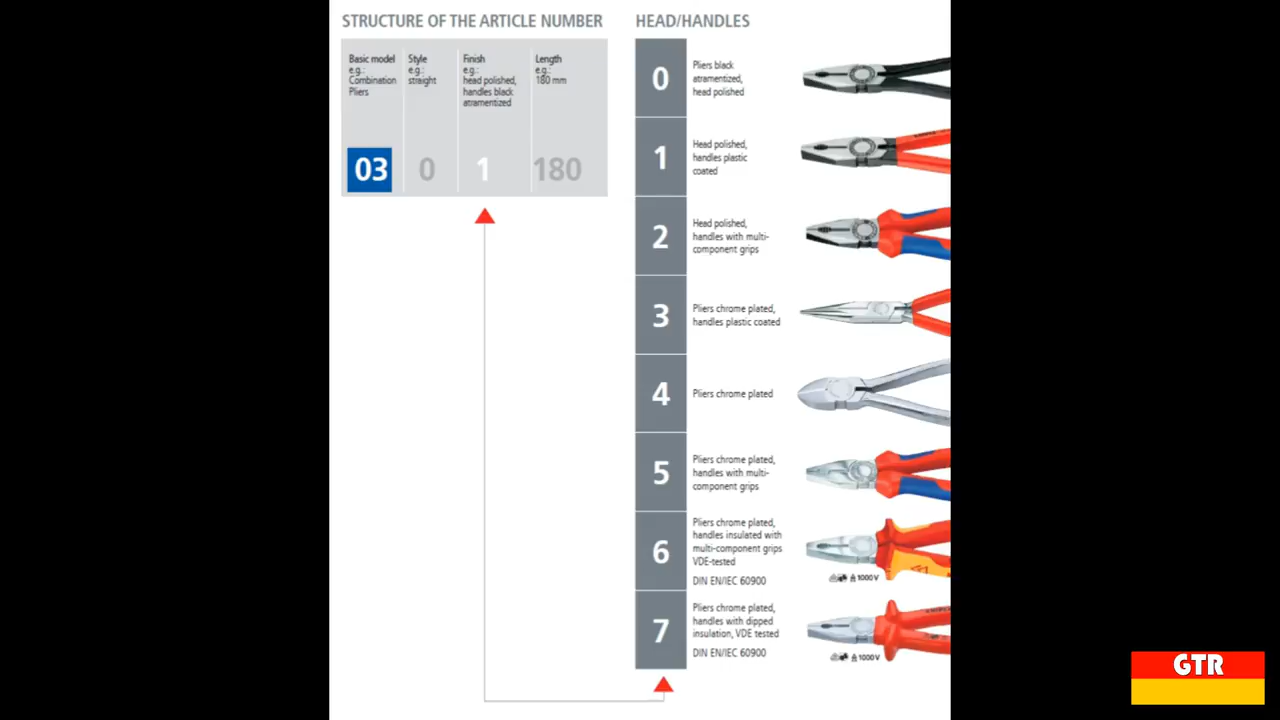 STRUCTURE OF THE ARTICLE NUMBER
Basic model
e.g.:
Combination
Pliers
Style
e.g.:
straight
Finish
e.g.:
head polished,
handles black
atramentized
Length
e.g.:
180 mm
03 0 1 180
HEAD/HANDLES
0
Pliers black
atramentized,
head polished
1
Head polished,
handles plastic
coated
2
Head polished,
handles with multi-
component grips
3
Pliers chrome plated,
handles plastic coated
4
Pliers chrome plated
5
Pliers chrome plated,
handles with multi-
component grips
6
Pliers chrome plated,
handles insulated with
multi-component grips
VDE-tested
DIN EN/IEC 60900
1000 V
7
Pliers chrome plated,
handles with dipped
insulation, VDE tested
DIN EN/IEC 60900
1000 V
GTR